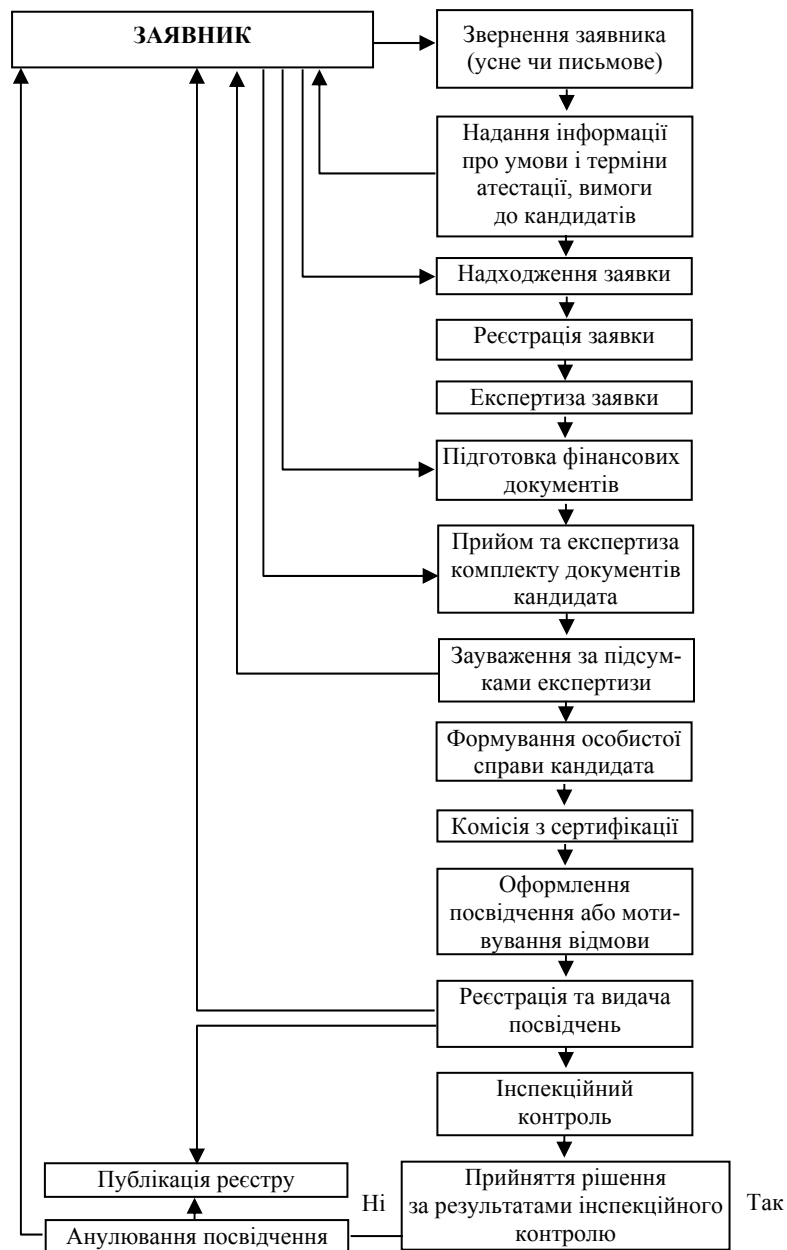 ЗАЯВНИК
Звернення заявника
(усне чи письмове)
Надання інформації
про умови і терміни
атестації, вимоги
до кандидатів
Надходження заявки
Реєстрація заявки
Експертиза заявки
Підготовка фінансових
документів
Прийом та експертиза
комплекту документів
кандидата
Зауваження за підсум-
ками експертизи
Формування особистої
справи кандидата
Комісія з сертифікації
Оформлення
посвідчення або моти-
вування відмови
Реєстрація та видача
посвідчень
Інспекційний
контроль
Публікація реєстру
Ні
Прийняття рішення
за результатами інспекційного
контролю
Так
Анулювання посвідчення